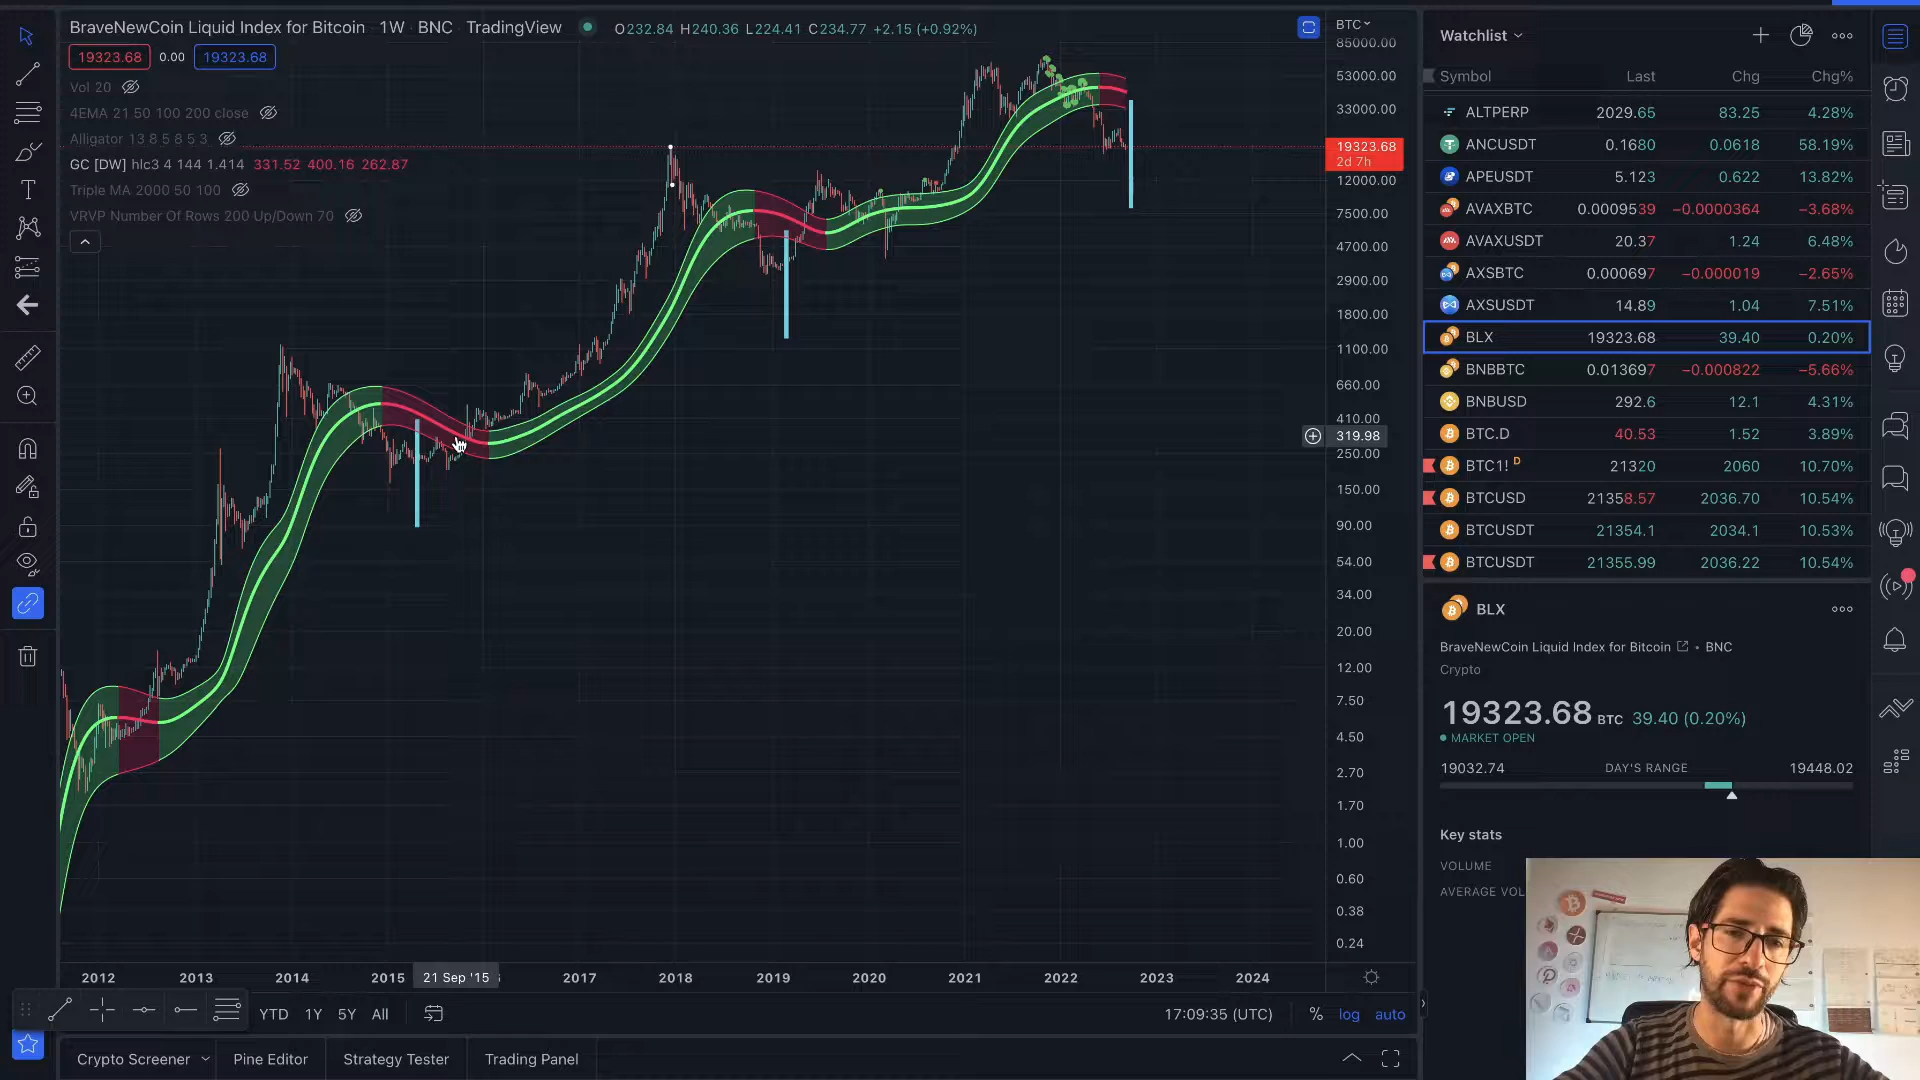 BraveNewCoin Liquid Index for Bitcoin · 1W · BNC TradingView O232.84 H240.36 L224.41 C234.77 +2.15 (+0.92%)
19323.68 0.00 19323.68
Vol 20
4EMA 21 50 100 200 close
Alligator 13 8 5 8 5 3
GC [DW] hlc3 4 144 1.414 331.52 400.16 262.87
Triple MA 2000 50 100
VRVP Number Of Rows 200 Up/Down 70
BTC
85000.00
53000.00
33000.00
19323.68
2d 7h
12000.00
7500.00
4700.00
2900.00
1800.00
1100.00
660.00
410.00
319.98
250.00
150.00
90.00
54.00
34.00
20.00
12.00
7.50
4.50
2.70
1.70
1.00
0.60
0.38
0.24
2012 2013 2014 2015 21 Sep '15 2017 2018 2019 2020 2021 2022 2023 2024
YTD 1Y 5Y All 17:09:35 (UTC) % log auto
Crypto Screener Pine Editor Strategy Tester Trading Panel
Watchlist
Symbol Last Chg Chg%
ALTPERP 2029.65 83.25 4.28%
ANCUSDT 0.1680 0.0618 58.19%
APEUSDT 5.123 0.622 13.82%
AVAXBTC 0.0009539 −0.0000364 −3.68%
AVAXUSDT 20.37 1.24 6.48%
AXSBTC 0.000697 −0.000019 −2.65%
AXSUSDT 14.89 1.04 7.51%
BLX 19323.68 39.40 0.20%
BNBBTC 0.013697 −0.000822 −5.66%
BNBUSD 292.6 12.1 4.31%
BTC.D 40.53 1.52 3.89%
BTC1! D 21320 2060 10.70%
BTCUSD 21358.57 2036.70 10.54%
BTCUSDT 21354.1 2034.1 10.53%
BTCUSDT 21355.99 2036.22 10.54%
BLX
BraveNewCoin Liquid Index for Bitcoin • BNC
Crypto
19323.68 BTC 39.40 (0.20%)
MARKET OPEN
19032.74 DAY'S RANGE 19448.02
Key stats
VOLUME
AVERAGE VOL